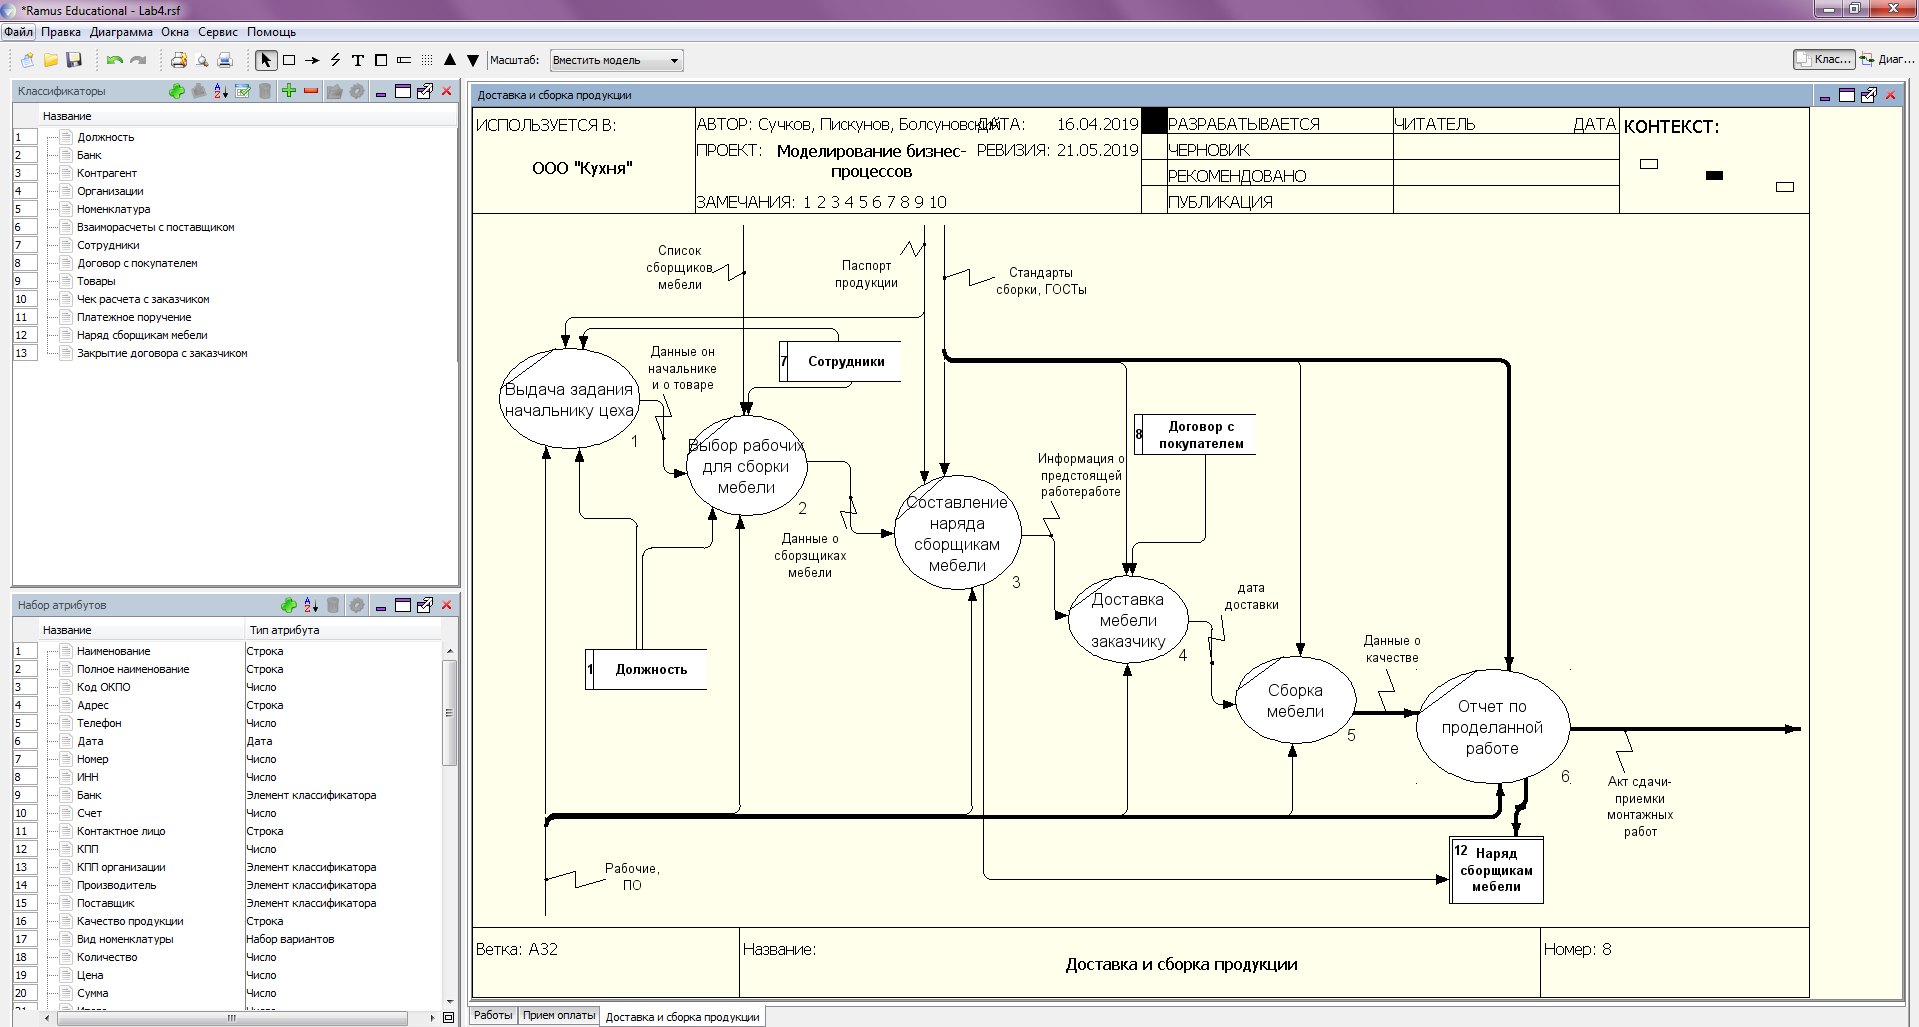 *Ramus Educational - Lab4.rsf
Файл Правка Диаграмма Окна Сервис Помощь
Масштаб: Вместить модель
Клас... Диаг...
Классификаторы
Название
1 Должность
2 Банк
3 Контрагент
4 Организации
5 Номенклатура
6 Взаиморасчеты с поставщиком
7 Сотрудники
8 Договор с покупателем
9 Товары
10 Чек расчета с заказчиком
11 Платежное поручение
12 Наряд сборщикам мебели
13 Закрытие договора с заказчиком
Набор атрибутов
Название Тип атрибута
1 Наименование Строка
2 Полное наименование Строка
3 Код ОКПО Число
4 Адрес Строка
5 Телефон Число
6 Дата Дата
7 Номер Число
8 ИНН Число
9 Банк Элемент классификатора
10 Счет Число
11 Контактное лицо Строка
12 КПП Число
13 КПП организации Элемент классификатора
14 Производитель Элемент классификатора
15 Поставщик Элемент классификатора
16 Качество продукции Строка
17 Вид номенклатуры Набор вариантов
18 Количество Число
19 Цена Число
20 Сумма Число
Доставка и сборка продукции
ИСПОЛЬЗУЕТСЯ В:
ООО "Кухня"
АВТОР: Сучков, Пискунов, Болсуновский ДАТА: 16.04.2019
ПРОЕКТ: Моделирование бизнес-
процессов
РЕВИЗИЯ: 21.05.2019
ЗАМЕЧАНИЯ: 1 2 3 4 5 6 7 8 9 10
РАЗРАБАТЫВАЕТСЯ
ЧЕРНОВИК
РЕКОМЕНДОВАНО
ПУБЛИКАЦИЯ
ЧИТАТЕЛЬ ДАТА
КОНТЕКСТ:
Список
сборщиков
мебели
Паспорт
продукции
Стандарты
сборки, ГОСТы
Выдача задания
начальнику цеха
1
Данные он
начальнике
и о товаре
7 Сотрудники
Выбор рабочих
для сборки
мебели
2
Данные о
сборзщиках
мебели
Составление
наряда
сборщикам
мебели
3
Информация о
предстоящей
работеработе
8 Договор с
покупателем
Доставка
мебели
заказчику
4
дата
доставки
Сборка
мебели
5
Данные о
качестве
Отчет по
проделанной
работе
6
Акт сдачи-
приемки
монтажных
работ
1 Должность
Рабочие,
ПО
12 Наряд
сборщикам
мебели
Ветка: A32
Название:
Доставка и сборка продукции
Номер: 8
Работы Прием оплаты Доставка и сборка продукции